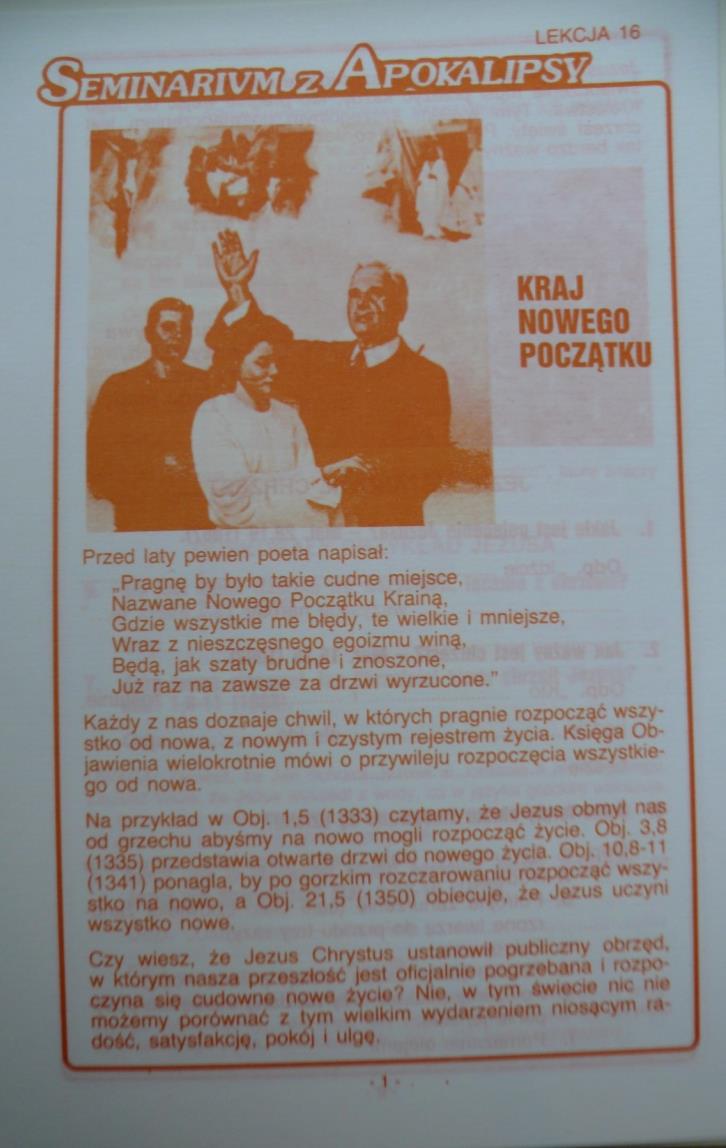 LEKCJA 16
SEMINARIVM Z APOKALIPSY
KRAJ
NOWEGO
POCZĄTKU
Przed laty pewien poeta napisał:
„Pragnę by było takie cudne miejsce,
Nazwane Nowego Początku Krainą,
Gdzie wszystkie me błędy, te wielkie i mniejsze,
Wraz z nieszczęsnego egoizmu winą,
Będą, jak szaty brudne i znoszone,
Już raz na zawsze za drzwi wyrzucone.”
Każdy z nas doznaje chwil, w których pragnie rozpocząć wszy-
stko od nowa, z nowym i czystym rejestrem życia. Księga Ob-
jawienia wielokrotnie mówi o przywileju rozpoczęcia wszystkie-
go od nowa.
Na przykład w Obj. 1,5 (1333) czytamy, że Jezus obmył nas
od grzechu abyśmy na nowo mogli rozpocząć życie. Obj. 3,8
(1335) przedstawia otwarte drzwi do nowego życia. Obj. 10,8-11
(1341) ponagla, by po gorzkim rozczarowaniu rozpocząć wszy-
stko na nowo, a Obj. 21,5 (1350) obiecuje, że Jezus uczyni
wszystko nowe.
Czy wiesz, że Jezus Chrystus ustanowił publiczny obrzęd,
w którym nasza przeszłość jest oficjalnie pogrzebana i rozpo-
czyna się cudowne nowe życie? Nie, w tym świecie nic nie
możemy porównać z tym wielkim wydarzeniem niosącym ra-
dość, satysfakcję, pokój i ulgę.
- 1 -